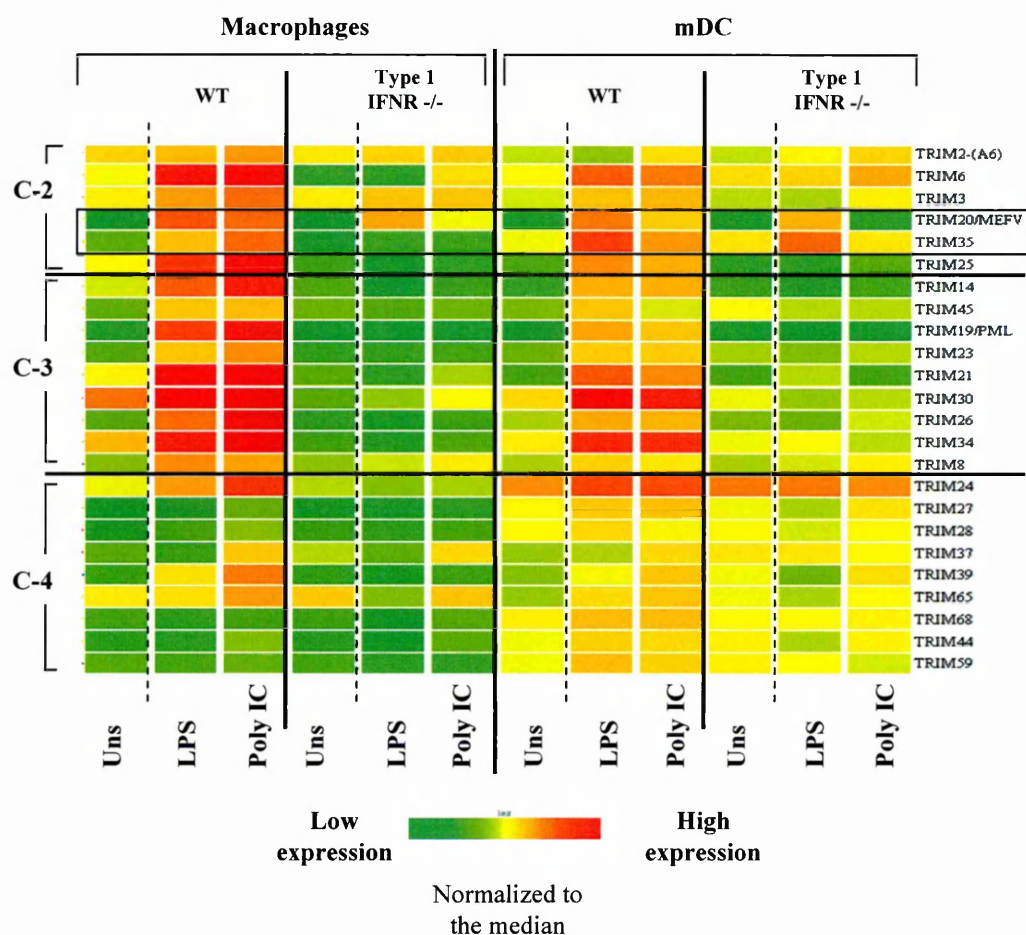 Macrophages mDC
WT Type 1 IFNR -/- WT Type 1 IFNR -/-
C-2
TRIM2-(A6)
TRIM6
TRIM3
TRIM20/MEFV
TRIM35
TRIM25
C-3
TRIM14
TRIM45
TRIM19/PML
TRIM23
TRIM21
TRIM30
TRIM26
TRIM34
TRIM8
C-4
TRIM24
TRIM27
TRIM28
TRIM37
TRIM39
TRIM65
TRIM68
TRIM44
TRIM59
Uns LPS Poly IC Uns LPS Poly IC Uns LPS Poly IC Uns LPS Poly IC
Low expression High expression
Normalized to
the median